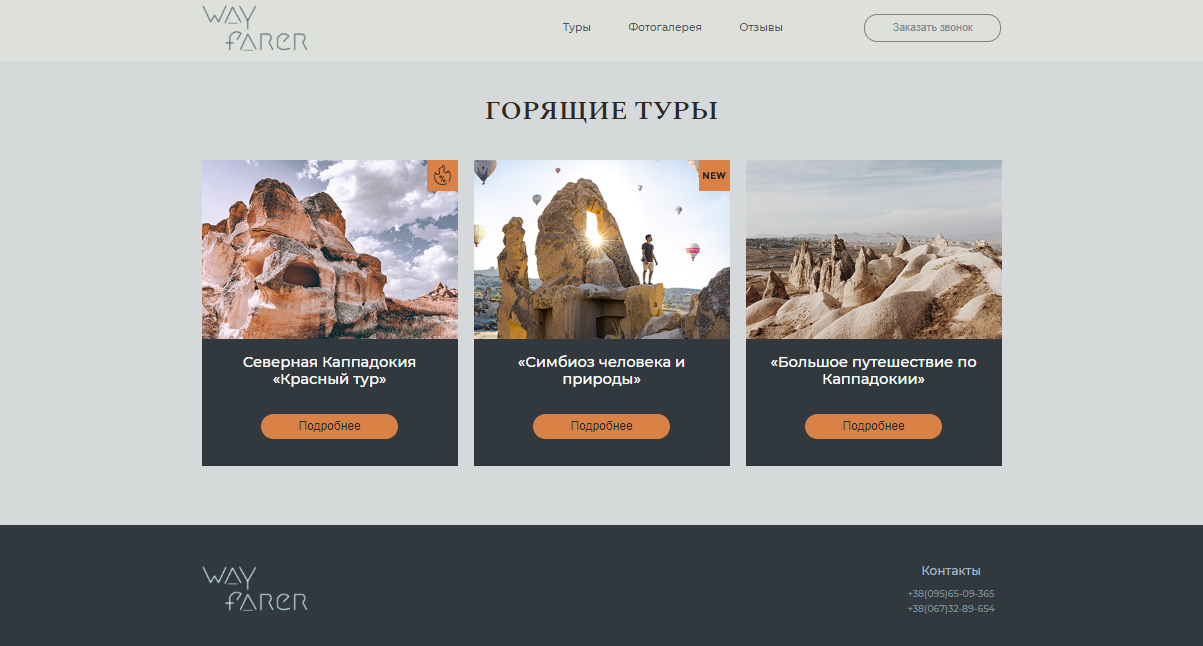 WAY
FARER
Туры
Фотогалерея
Отзывы
Заказать звонок
ГОРЯЩИЕ ТУРЫ
%
NEW
Северная Каппадокия
«Красный тур»
Подробнее
«Симбиоз человека и
природы»
Подробнее
«Большое путешествие по
Каппадокии»
Подробнее
WAY
FARER
Контакты
+38(095)65-09-365
+38(067)32-89-654